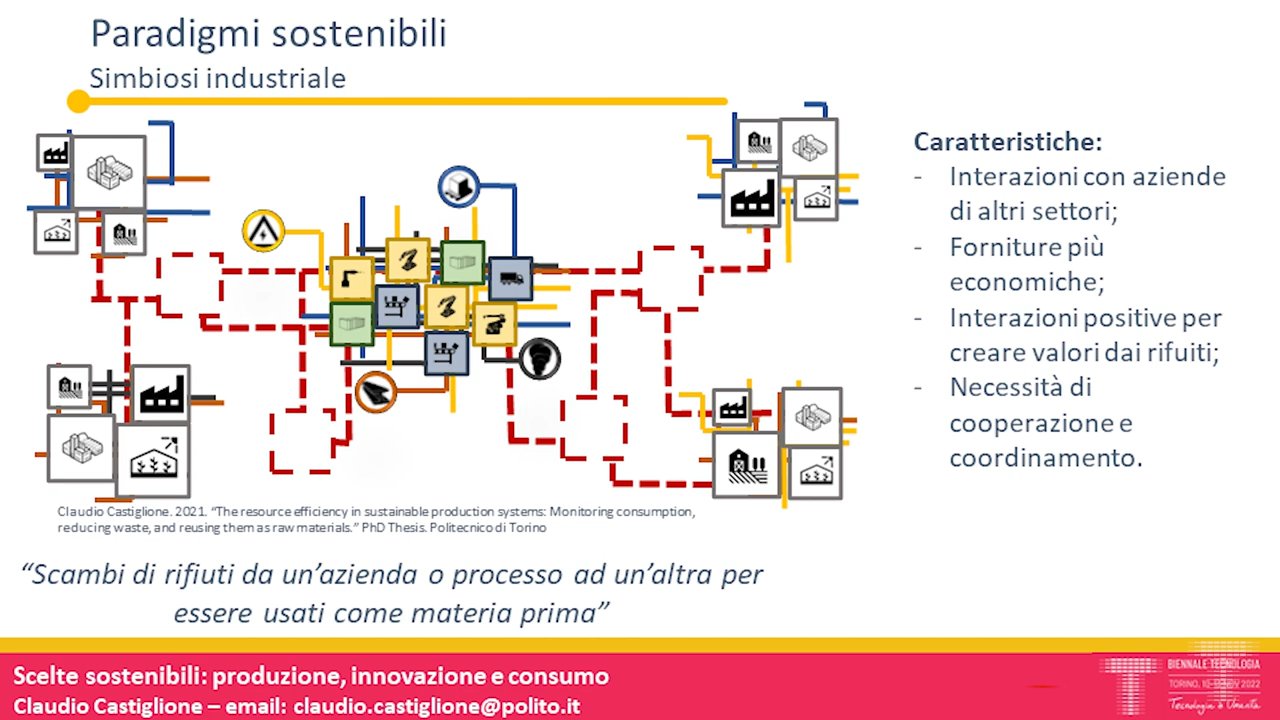 Paradigmi sostenibili
Simbiosi industriale
Caratteristiche:
- Interazioni con aziende
di altri settori;
- Forniture più
economiche;
- Interazioni positive per
creare valori dai rifiuti;
- Necessità di
cooperazione e
coordinamento.
Claudio Castiglione. 2021. “The resource efficiency in sustainable production systems: Monitoring consumption,
reducing waste, and reusing them as raw materials.” PhD Thesis. Politecnico di Torino
“Scambi di rifiuti da un’azienda o processo ad un’altra per
essere usati come materia prima”
Scelte sostenibili: produzione, innovazione e consumo
Claudio Castiglione – email: claudio.castiglione@polito.it
BIENNALE TECNOLOGIA
TORINO, 2022
Tecnologia è Umanità